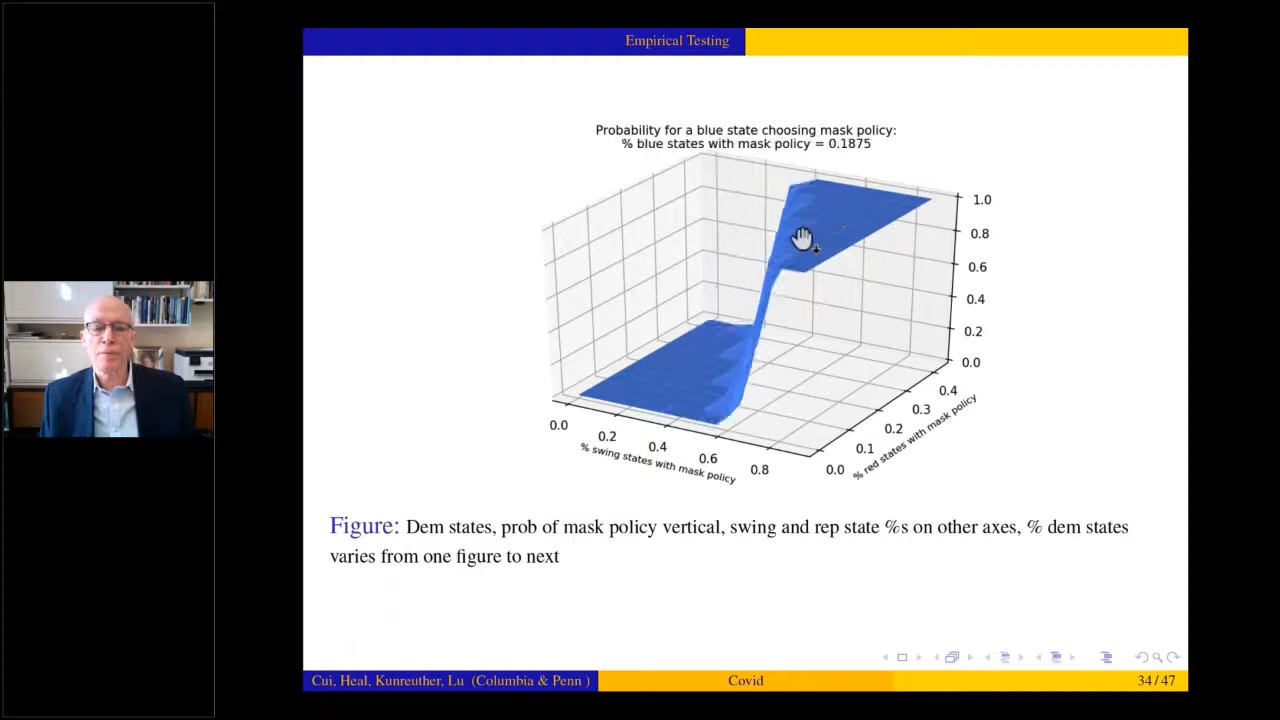 Empirical Testing
Probability for a blue state choosing mask policy:
% blue states with mask policy = 0.1875
1.0
0.8
0.6
0.4
0.2
0.0
0.0
0.2
0.4
0.6
0.8
% swing states with mask policy
0.0
0.1
0.2
0.3
0.4
% red states with mask policy
Figure: Dem states, prob of mask policy vertical, swing and rep state %s on other axes, % dem states
varies from one figure to next
Cui, Heal, Kunreuther, Lu (Columbia & Penn )
Covid
34 / 47